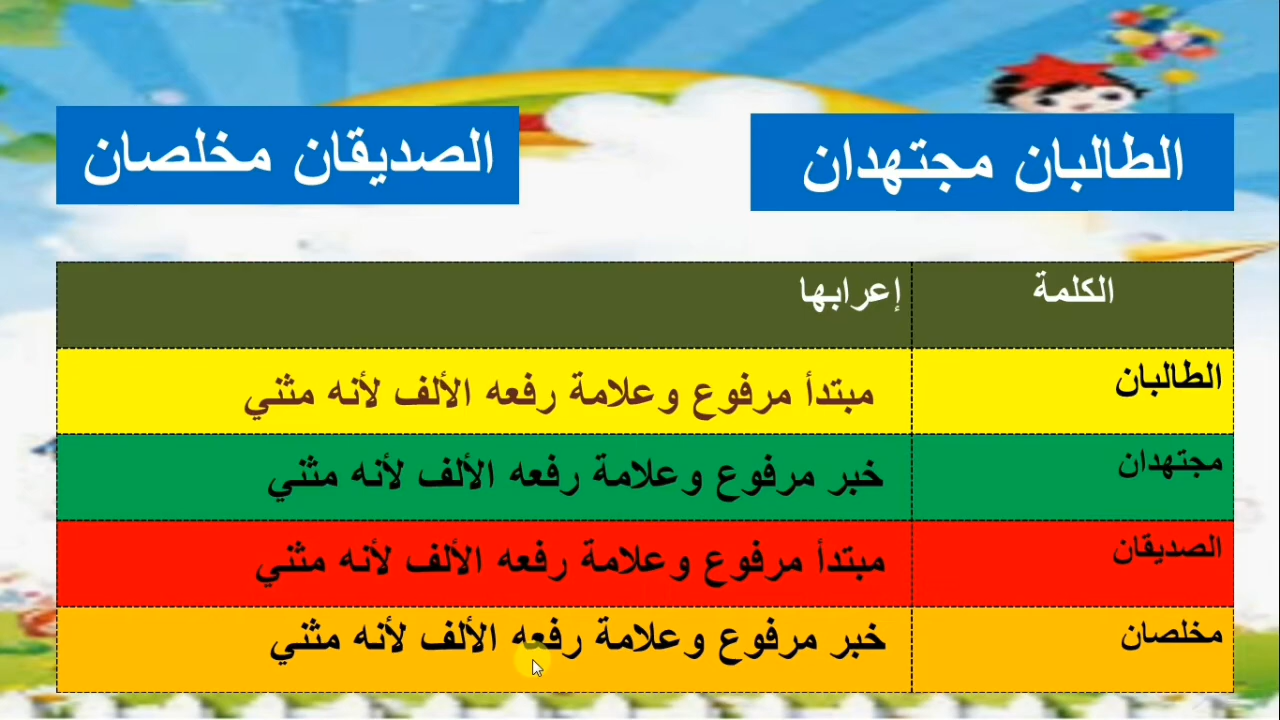 الطالبان مجتهدان
الصديقان مخلصان
الكلمة
إعرابها
الطالبان
مبتدأ مرفوع وعلامة رفعه الألف لأنه مثني
مجتهدان
خبر مرفوع وعلامة رفعه الألف لأنه مثني
الصديقان
مبتدأ مرفوع وعلامة رفعه الألف لأنه مثني
مخلصان
خبر مرفوع وعلامة رفعه الألف لأنه مثني